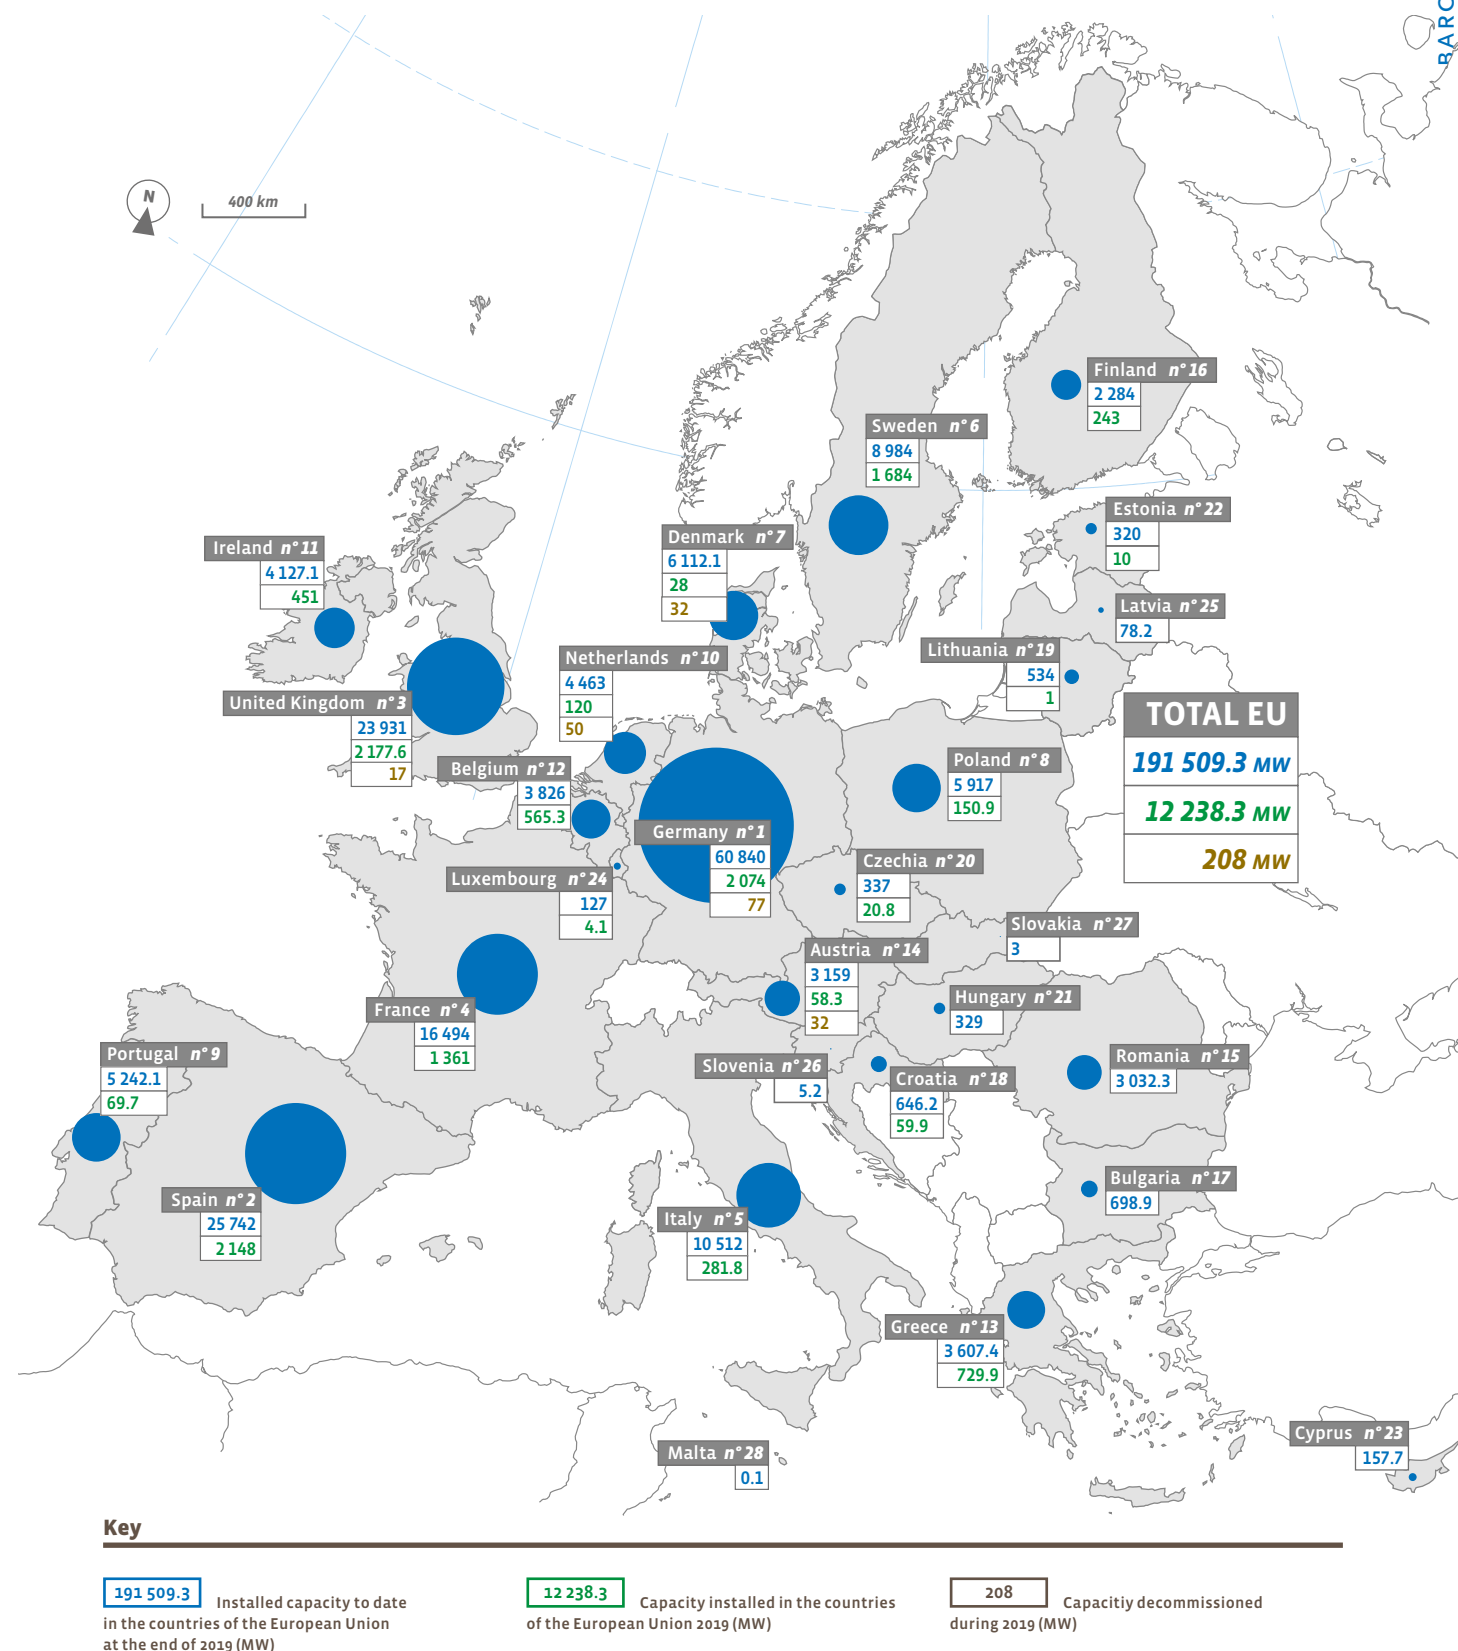 BARO
N
400 km
Finland n° 16
2 284
243
Sweden n° 6
8 984
1 684
Estonia n° 22
320
10
Denmark n° 7
6 112.1
28
32
Ireland n° 11
4 127.1
451
Latvia n° 25
78.2
Lithuania n° 19
534
1
Netherlands n° 10
4 463
120
50
United Kingdom n° 3
23 931
2 177.6
17
TOTAL EU
191 509.3 MW
12 238.3 MW
208 MW
Belgium n° 12
3 826
565.3
Poland n° 8
5 917
150.9
Germany n° 1
60 840
2 074
77
Czechia n° 20
337
20.8
Luxembourg n° 24
127
4.1
Slovakia n° 27
3
Austria n° 14
3 159
58.3
32
Hungary n° 21
329
France n° 4
16 494
1 361
Portugal n° 9
5 242.1
69.7
Slovenia n° 26
5.2
Croatia n° 18
646.2
59.9
Romania n° 15
3 032.3
Bulgaria n° 17
698.9
Spain n° 2
25 742
2 148
Italy n° 5
10 512
281.8
Greece n° 13
3 607.4
729.9
Cyprus n° 23
157.7
Malta n° 28
0.1
Key
191 509.3 Installed capacity to date
in the countries of the European Union
at the end of 2019 (MW)
12 238.3 Capacity installed in the countries
of the European Union 2019 (MW)
208 Capacitiy decommissioned
during 2019 (MW)